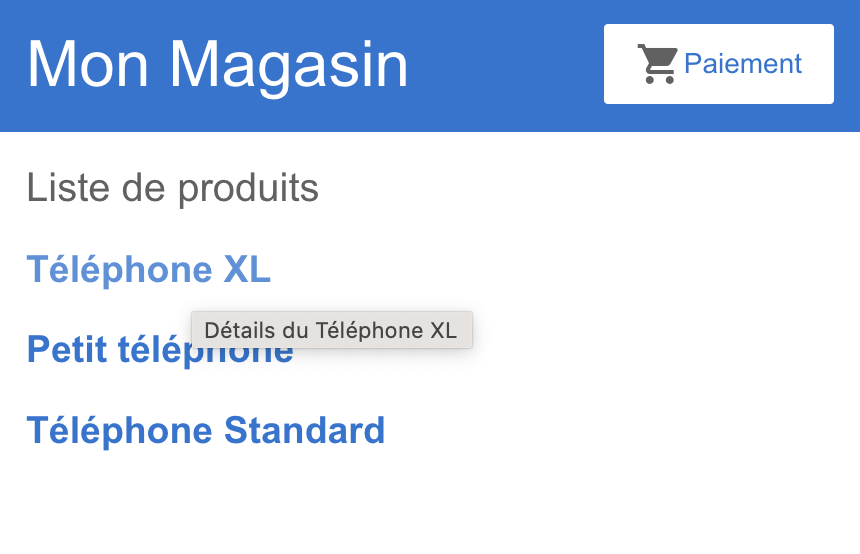 Mon Magasin
Paiement
Liste de produits
Téléphone XL
Détails du Téléphone XL
Petit téléphone
Téléphone Standard